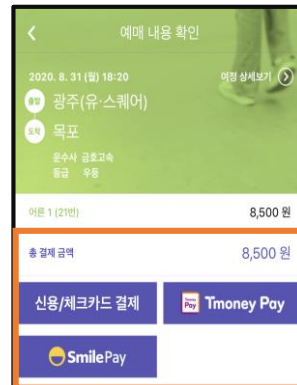 예매 내용 확인
2020. 8. 31 (월) 18:20 여정 상세보기
출발 광주(유·스퀘어)
도착 목포
운수사 금호고속
등급 우등
어른 1 (21번) 8,500 원
총 결제 금액 8,500 원
신용/체크카드 결제
Tmoney Pay Tmoney Pay
SmilePay